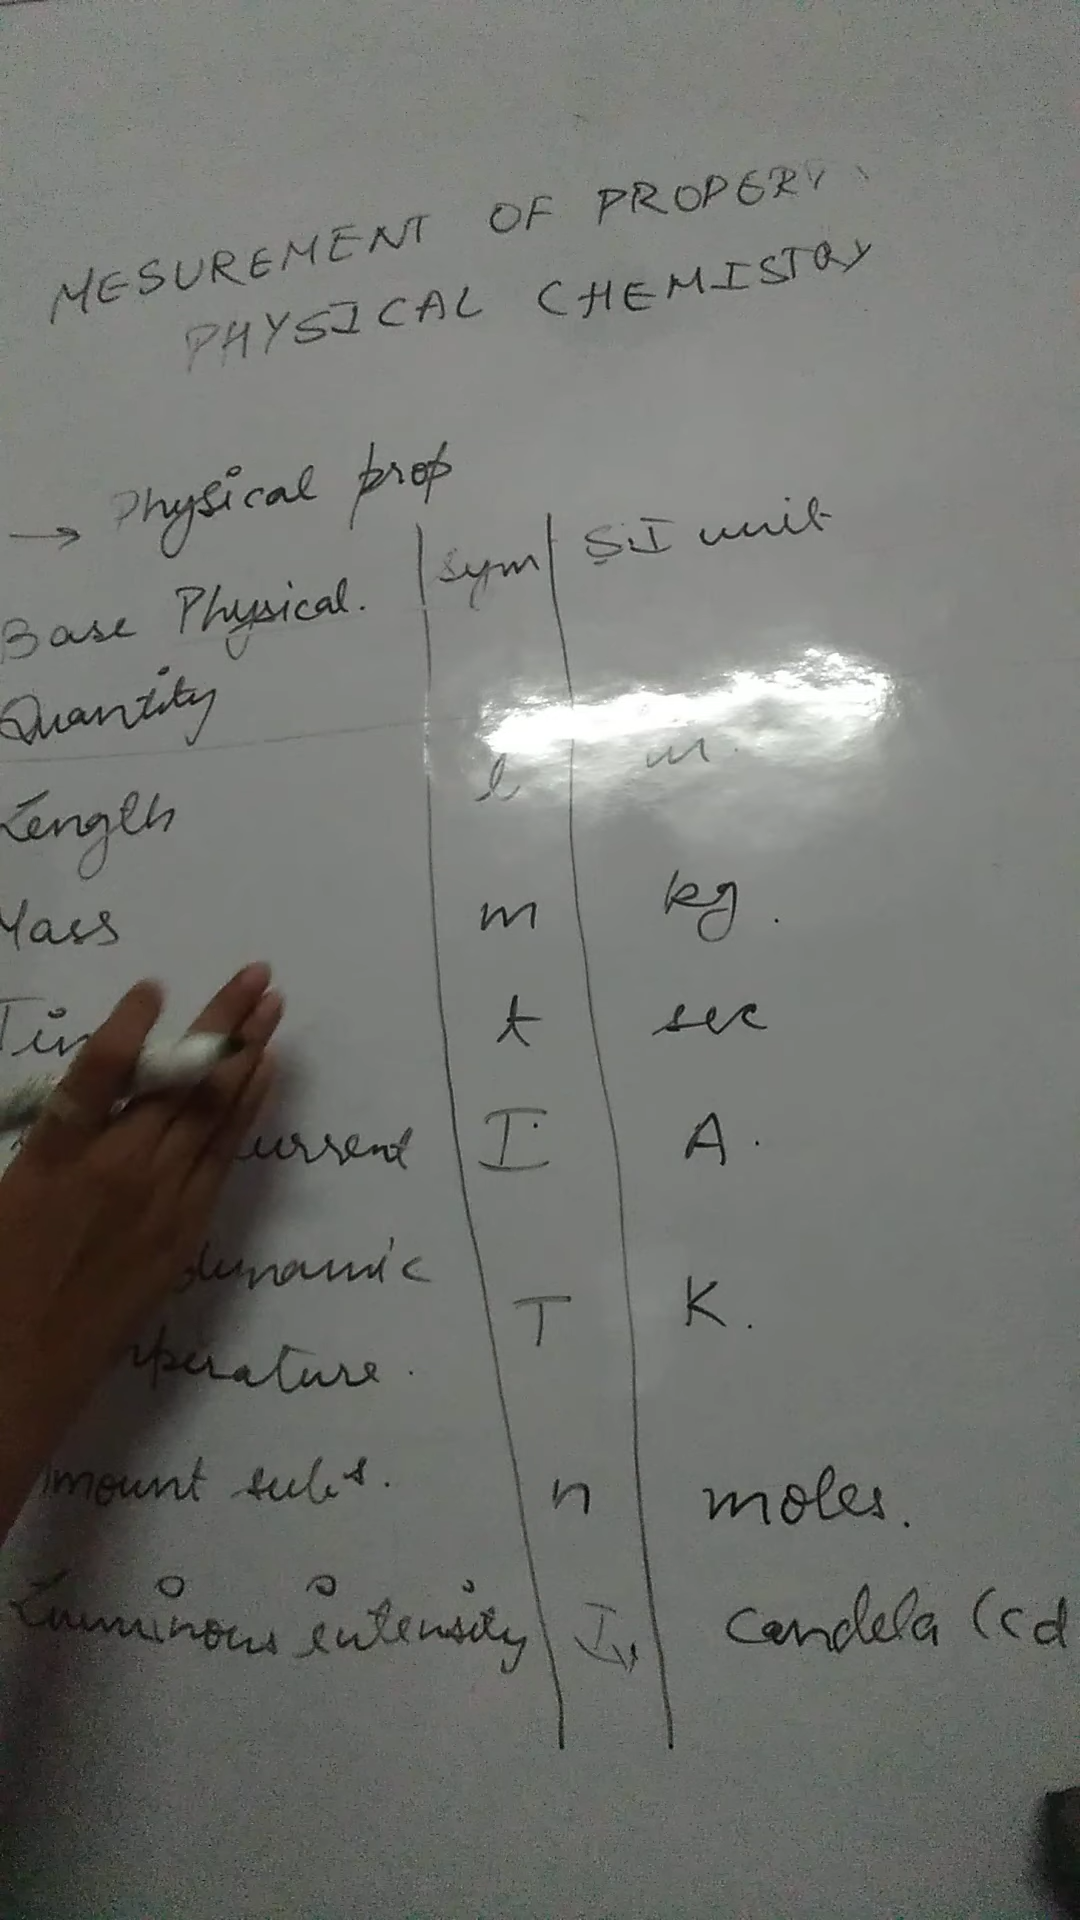 MESUREMENT OF PROPERY
PHYSICAL CHEMISTRY
→ Physical prop
Base Physical. sym S.I unit
Quantity
Length l m.
Mass m kg.
t sec
I A.
T K.
n moles.
Luminous intensity Iv candela (cd